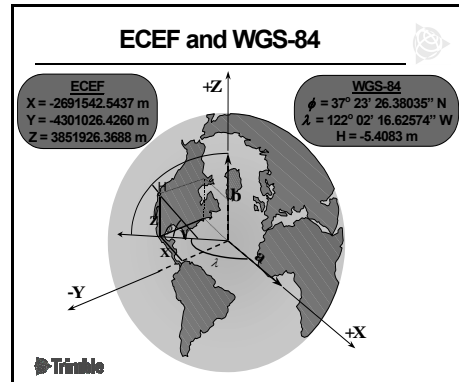 ECEF and WGS-84
ECEF
X = -2691542.5437 m
Y = -4301026.4260 m
Z = 3851926.3688 m
+Z
WGS-84
ϕ = 37° 23' 26.38035" N
λ = 122° 02' 16.62574" W
H = -5.4083 m
H
b
Z
Y
X
λ
a
-Y
+X
Trimble